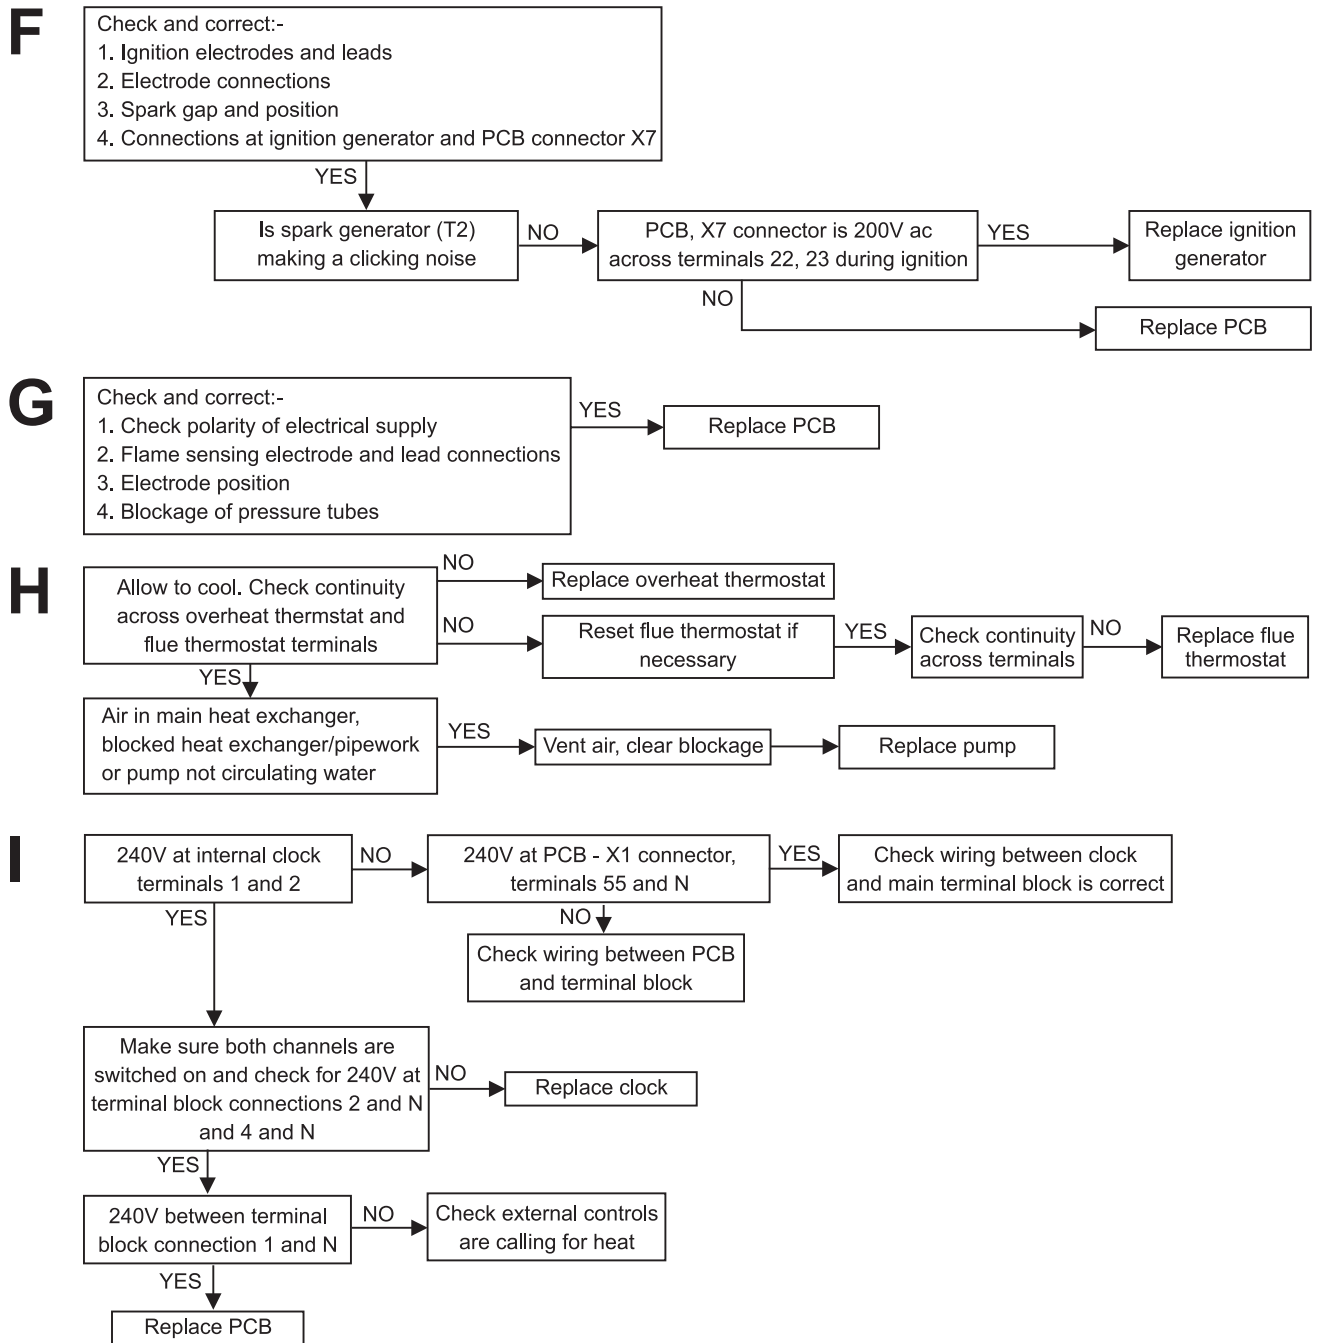 F
Check and correct:-
1. Ignition electrodes and leads
2. Electrode connections
3. Spark gap and position
4. Connections at ignition generator and PCB connector X7
YES
Is spark generator (T2)
making a clicking noise
NO
PCB, X7 connector is 200V ac
across terminals 22, 23 during ignition
YES
Replace ignition
generator
NO
Replace PCB
G
Check and correct:-
1. Check polarity of electrical supply
2. Flame sensing electrode and lead connections
3. Electrode position
4. Blockage of pressure tubes
YES
Replace PCB
H
Allow to cool. Check continuity
across overheat thermstat and
flue thermostat terminals
NO
Replace overheat thermostat
NO
Reset flue thermostat if
necessary
YES
Check continuity
across terminals
NO
Replace flue
thermostat
YES
Air in main heat exchanger,
blocked heat exchanger/pipework
or pump not circulating water
YES
Vent air, clear blockage
Replace pump
I
240V at internal clock
terminals 1 and 2
NO
240V at PCB - X1 connector,
terminals 55 and N
YES
Check wiring between clock
and main terminal block is correct
NO
Check wiring between PCB
and terminal block
YES
Make sure both channels are
switched on and check for 240V at
terminal block connections 2 and N
and 4 and N
NO
Replace clock
YES
240V between terminal
block connection 1 and N
NO
Check external controls
are calling for heat
YES
Replace PCB